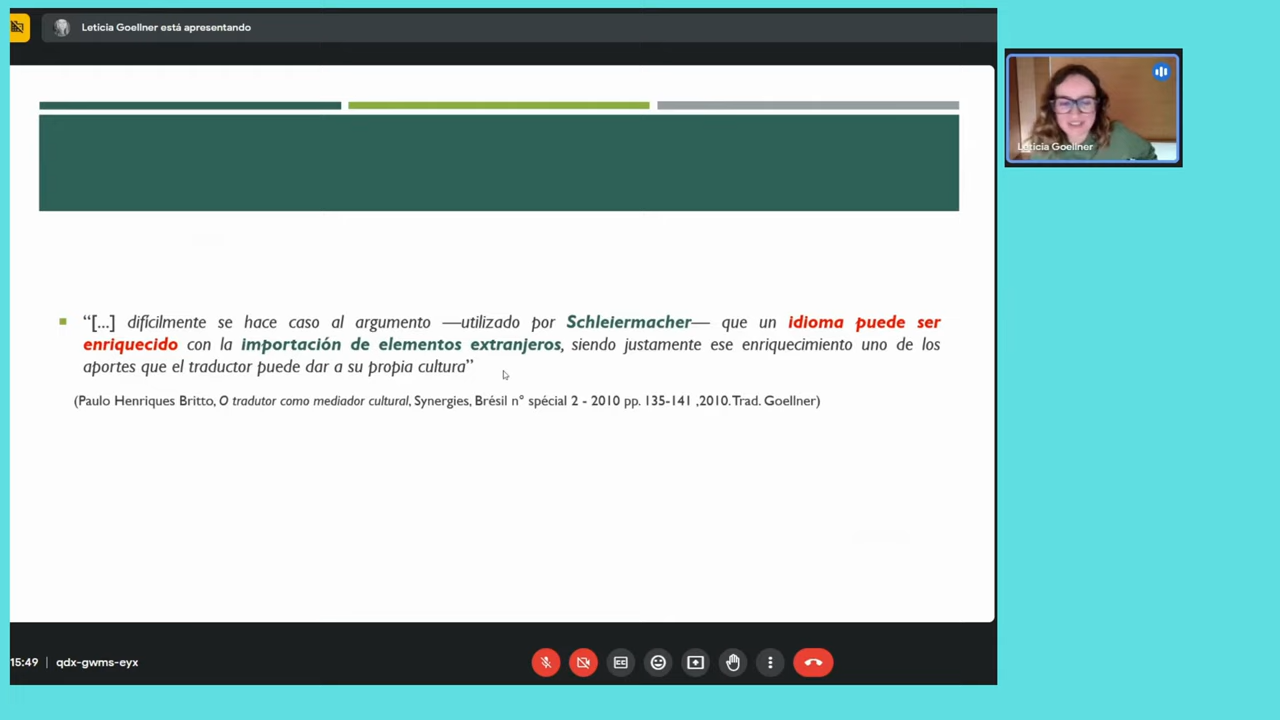 Leticia Goellner está apresentando
Leticia Goellner
“[...] difícilmente se hace caso al argumento —utilizado por Schleiermacher— que un idioma puede ser
enriquecido con la importación de elementos extranjeros, siendo justamente ese enriquecimiento uno de los
aportes que el traductor puede dar a su propia cultura”
(Paulo Henriques Britto, O tradutor como mediador cultural, Synergies, Brésil n° spécial 2 - 2010 pp. 135-141 ,2010. Trad. Goellner)
15:49 | qdx-gwms-eyx